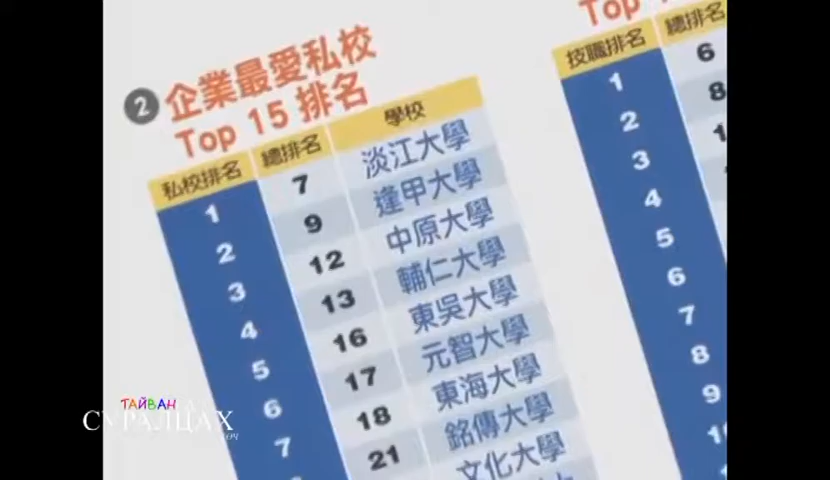 2 企業最愛私校
Top 15 排名
私校排名 總排名 學校
1 7 淡江大學
2 9 逢甲大學
3 12 中原大學
4 13 輔仁大學
5 16 東吳大學
6 17 元智大學
7 18 東海大學
21 銘傳大學
文化大學
Top
技職排名 總排名
1 6
2 8
3
4
5
6
7
8
9
ТАЙВАН
СУРАЛЦАХ